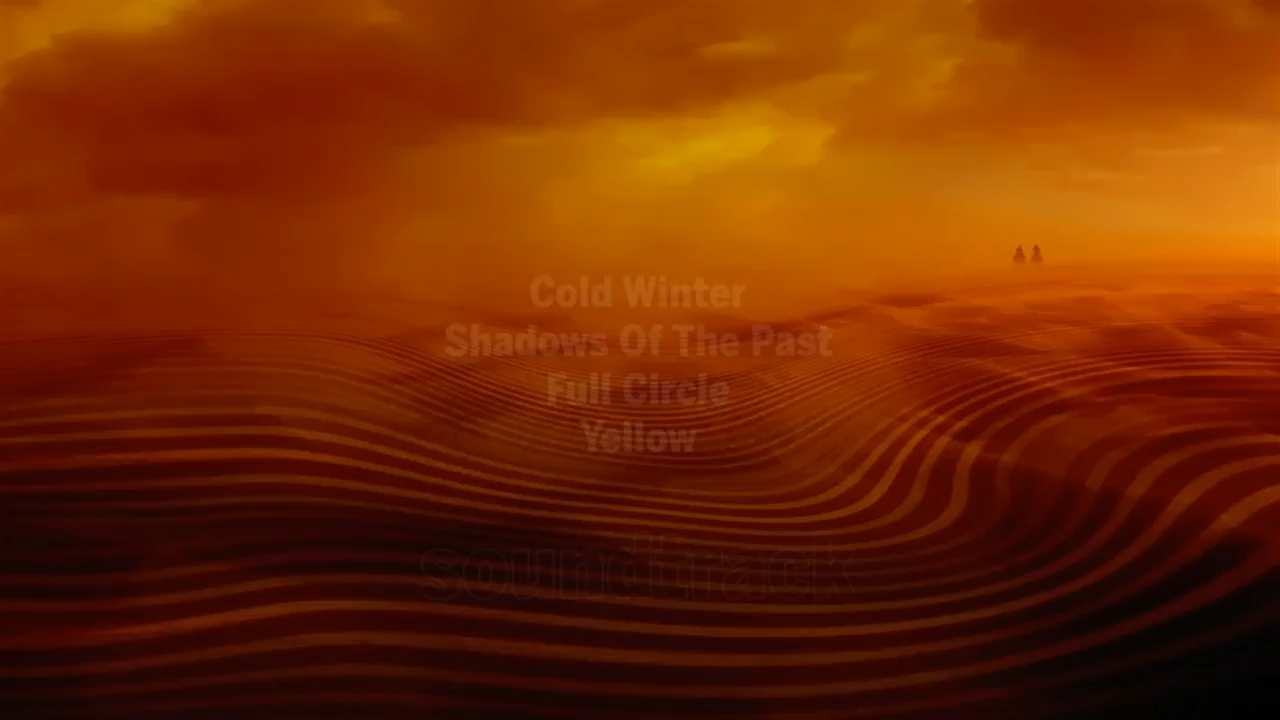 Cold Winter
Shadows Of The Past
Full Circle
Yellow
soundtrack